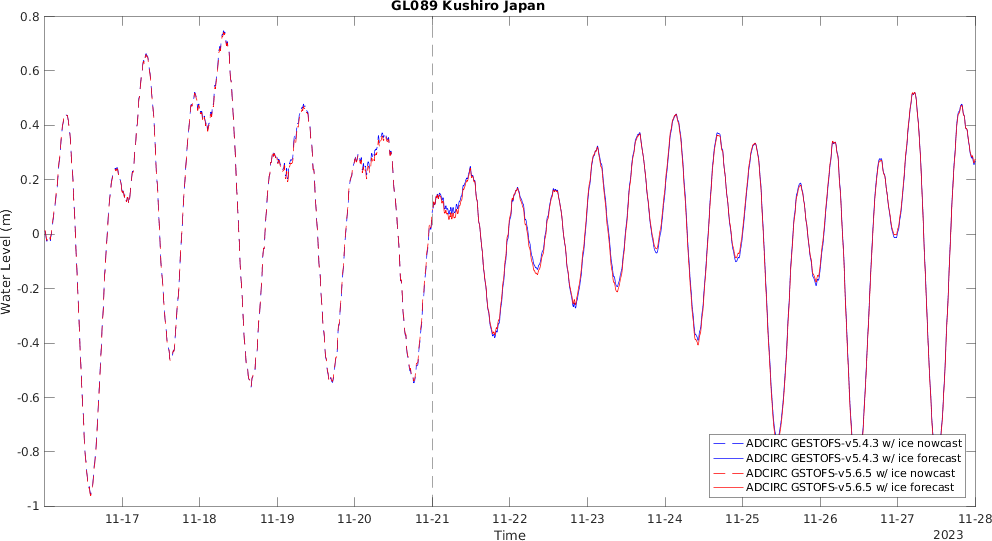 GL089 Kushiro Japan
0.8
0.6
0.4
0.2
0
-0.2
-0.4
-0.6
-0.8
-1
Water Level (m)
ADCIRC GESTOFS-v5.4.3 w/ ice nowcast
ADCIRC GESTOFS-v5.4.3 w/ ice forecast
ADCIRC GSTOFS-v5.6.5 w/ ice nowcast
ADCIRC GSTOFS-v5.6.5 w/ ice forecast
11-17 11-18 11-19 11-20 11-21 11-22 11-23 11-24 11-25 11-26 11-27 11-28
Time
2023